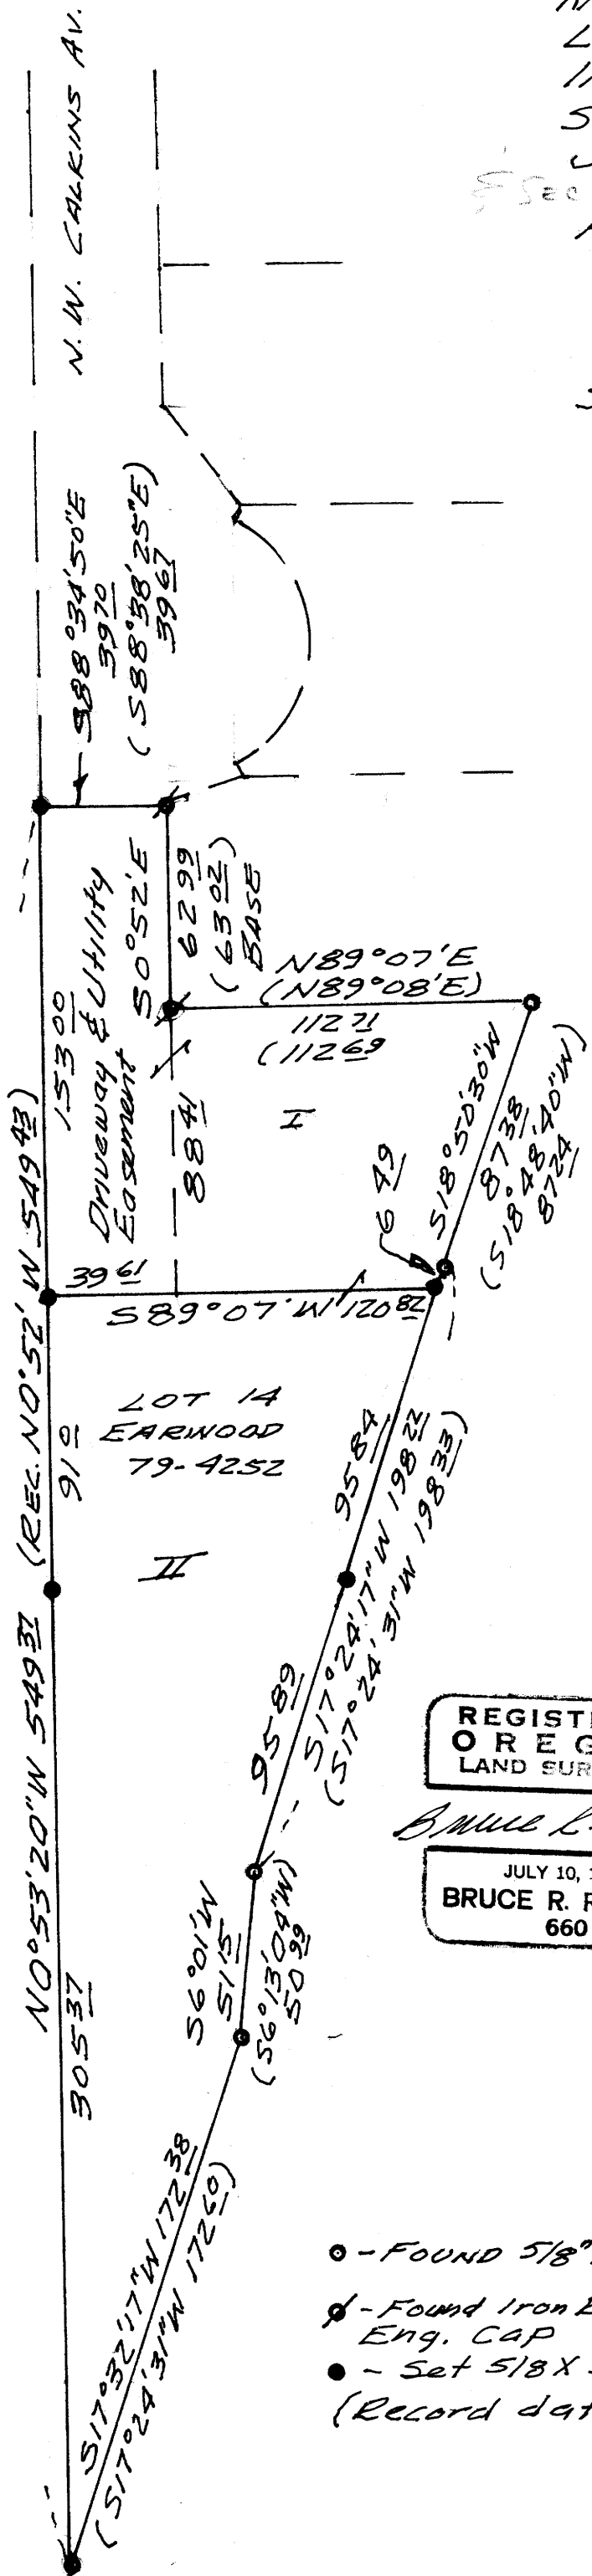 N.W. CALKINS AV.
S88°34'50"E
39 70
(S88°38'25"E)
39 67
153 00
Driveway & Utility
Easement
S0°52'E
62 99
(63 02)
BASE
N89°07'E
(N89°08'E)
112 71
(112 69
88 41
I
6 49
S18°50'30"W
87 38
(S18°48'40"W)
87 24
39 61
S89°07'W
120 82
N0°53'20"W 549 37 (REC. N0°52' W 549 43)
91 0
LOT 14
EARWOOD
79-4252
II
95 84
S17°24'17"W 198 22
(S17°24'31"W 198 33)
95 89
REGIST
OREG
LAND SUR
Bruce R.
JULY 10,
BRUCE R.
660
S6°01'W
51 15
(S6°13'04"W)
50 99
305 37
S17°32'17"W 172 38
(S17°24'31"W 172 60)
- FOUND 5/8"
- Found Iron
Eng. Cap
- Set 5/8 X
(Record dat